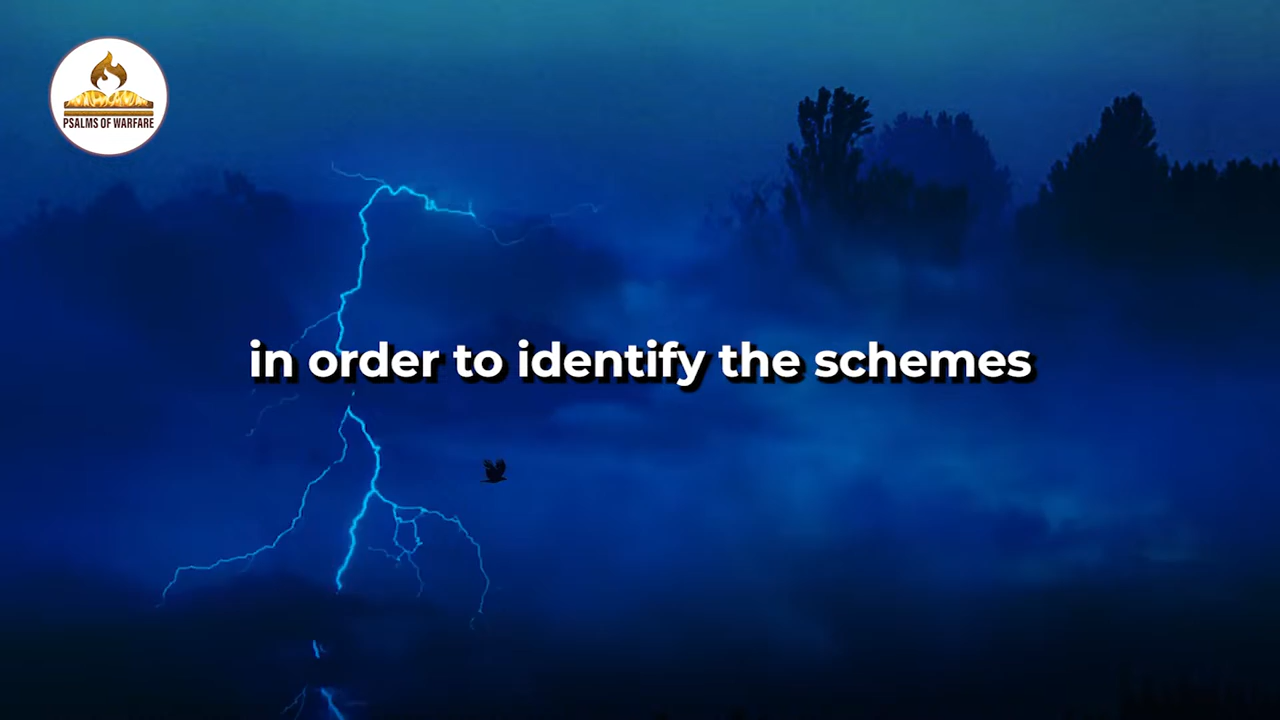 PSALMS OF WARFARE
in order to identify the schemes